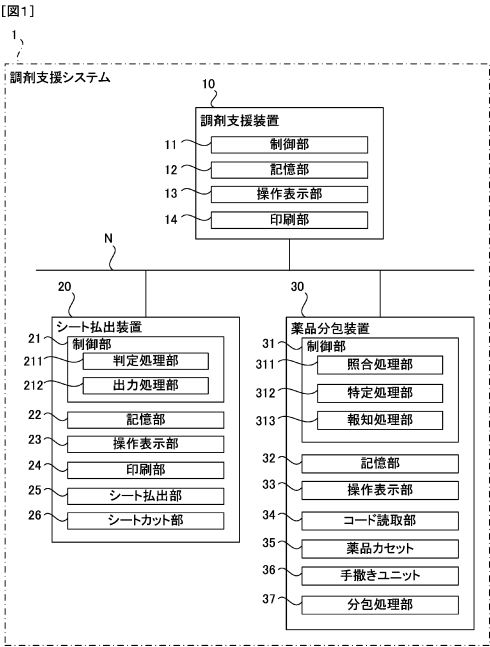 [図1]
1
調剤支援システム
10
調剤支援装置
11 制御部
12 記憶部
13 操作表示部
14 印刷部
N
20
シート払出装置
21 制御部
211 判定処理部
212 出力処理部
22 記憶部
23 操作表示部
24 印刷部
25 シート払出部
26 シートカット部
30
薬品分包装置
31 制御部
311 照合処理部
312 特定処理部
313 報知処理部
32 記憶部
33 操作表示部
34 コード読取部
35 薬品カセット
36 手撒きユニット
37 分包処理部